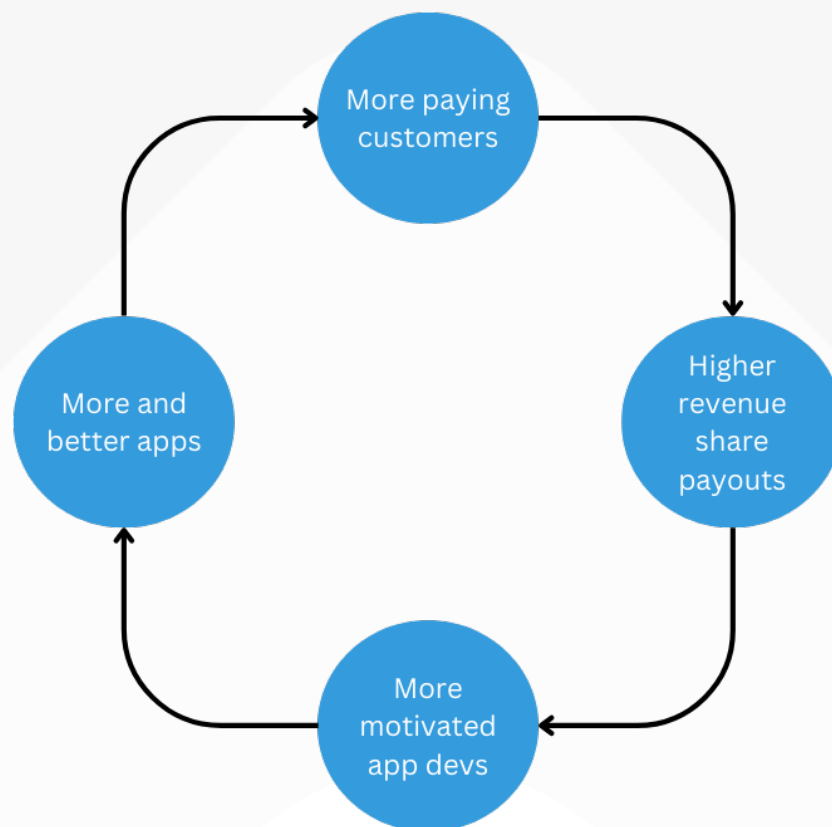 More paying
customers
Higher
revenue
share
payouts
More
motivated
app devs
More and
better apps